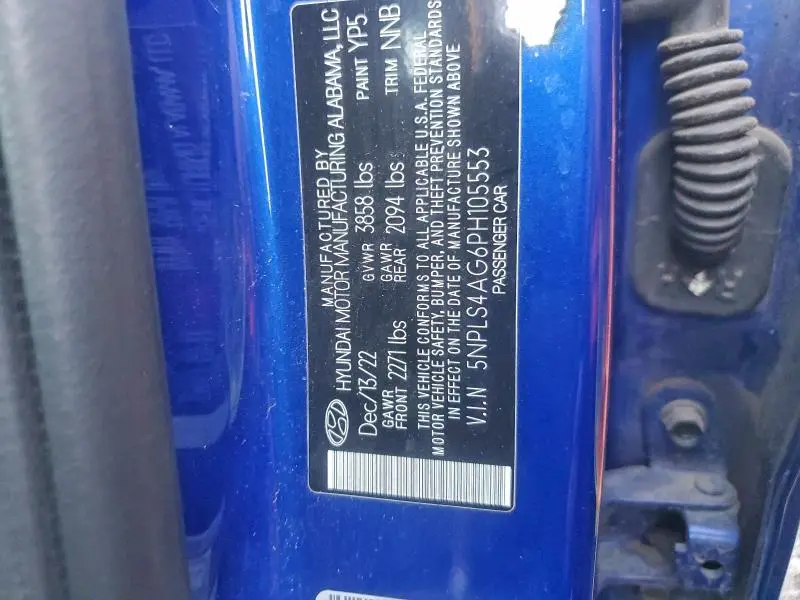 MANUFACTURED BY
HYUNDAI MOTOR MANUFACTURING ALABAMA, LLC
Dec/13/22 GVWR 3858 lbs PAINT YP5
GAWR FRONT 2271 lbs GAWR REAR 2094 lbs TRIM NNB
THIS VEHICLE CONFORMS TO ALL APPLICABLE U.S.A. FEDERAL
MOTOR VEHICLE SAFETY, BUMPER, AND THEFT PREVENTION STANDARDS
IN EFFECT ON THE DATE OF MANUFACTURE SHOWN ABOVE
V.I.N 5NPLS4AG6PH105553
PASSENGER CAR